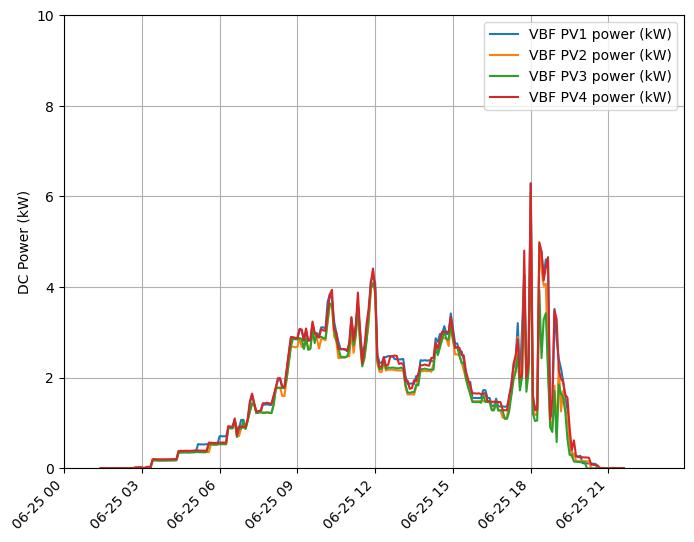 10
8
6
4
2
0
DC Power (kW)
VBF PV1 power (kW)
VBF PV2 power (kW)
VBF PV3 power (kW)
VBF PV4 power (kW)
06-25 00
06-25 03
06-25 06
06-25 09
06-25 12
06-25 15
06-25 18
06-25 21